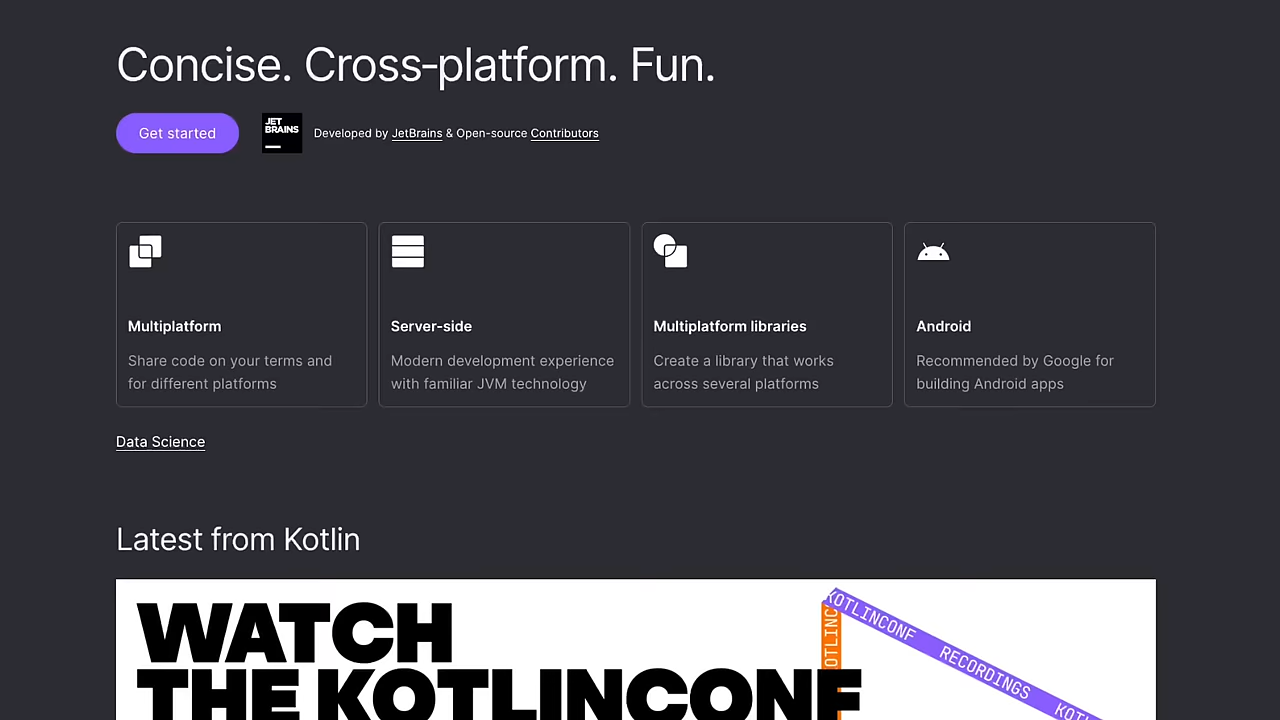 Concise. Cross-platform. Fun.
Get started
JET
BRAINS
Developed by JetBrains & Open-source Contributors
Multiplatform
Share code on your terms and
for different platforms
Server-side
Modern development experience
with familiar JVM technology
Multiplatform libraries
Create a library that works
across several platforms
Android
Recommended by Google for
building Android apps
Data Science
Latest from Kotlin
WATCH
THE KOTLINCONF
KOTLINCONF RECORDINGS KOTL
OTLINC